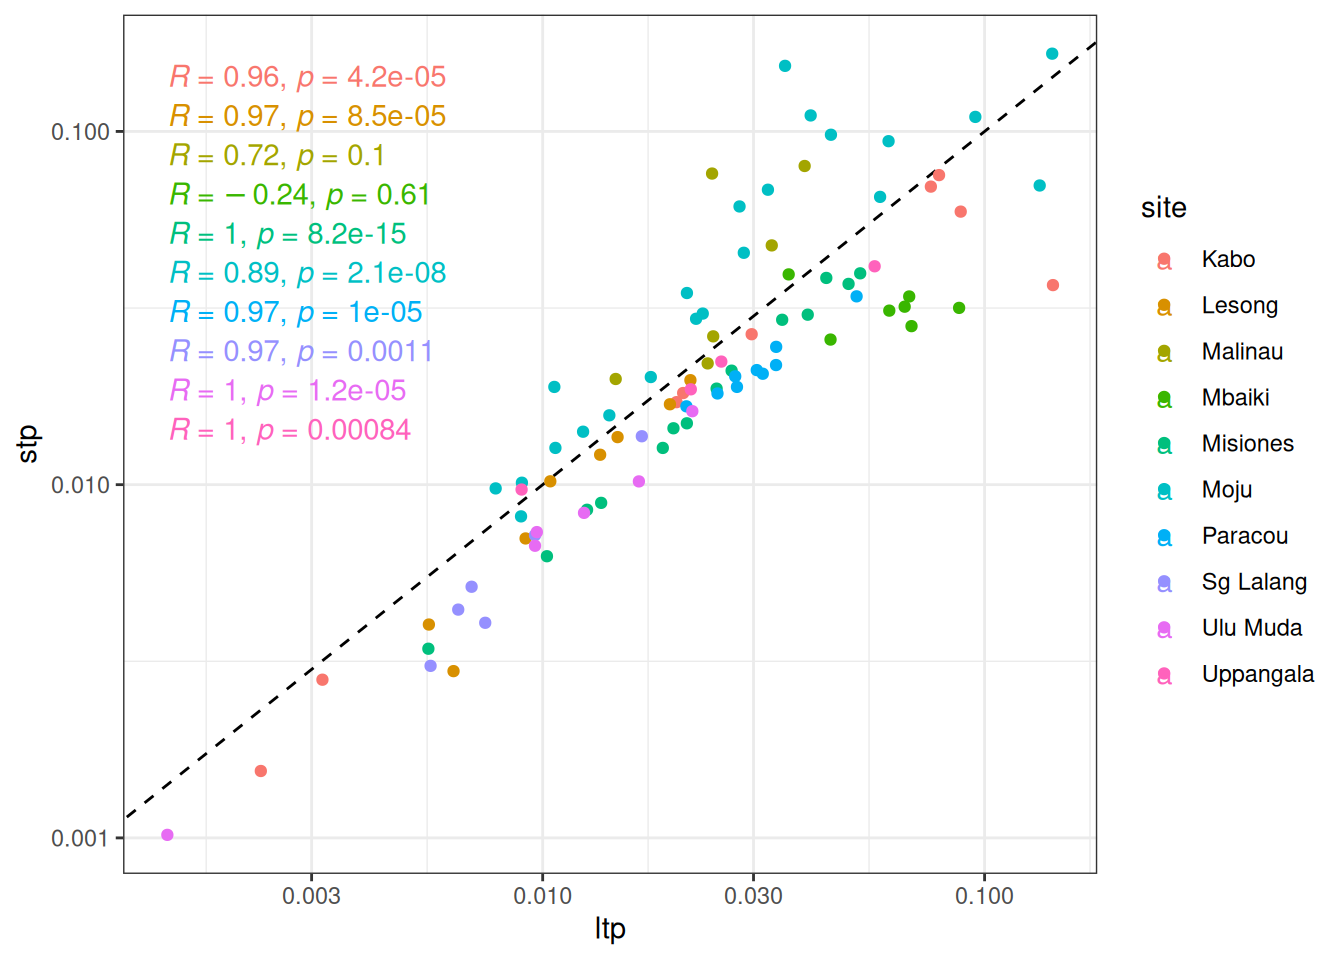 R = 0.96, p = 4.2e-05
R = 0.97, p = 8.5e-05
R = 0.72, p = 0.1
R = − 0.24, p = 0.61
R = 1, p = 8.2e-15
R = 0.89, p = 2.1e-08
R = 0.97, p = 1e-05
R = 0.97, p = 0.0011
R = 1, p = 1.2e-05
R = 1, p = 0.00084
0.100
0.010
0.001
stp
0.003 0.010 0.030 0.100
ltp
site
a Kabo
a Lesong
a Malinau
a Mbaiki
a Misiones
a Moju
a Paracou
a Sg Lalang
a Ulu Muda
a Uppangala